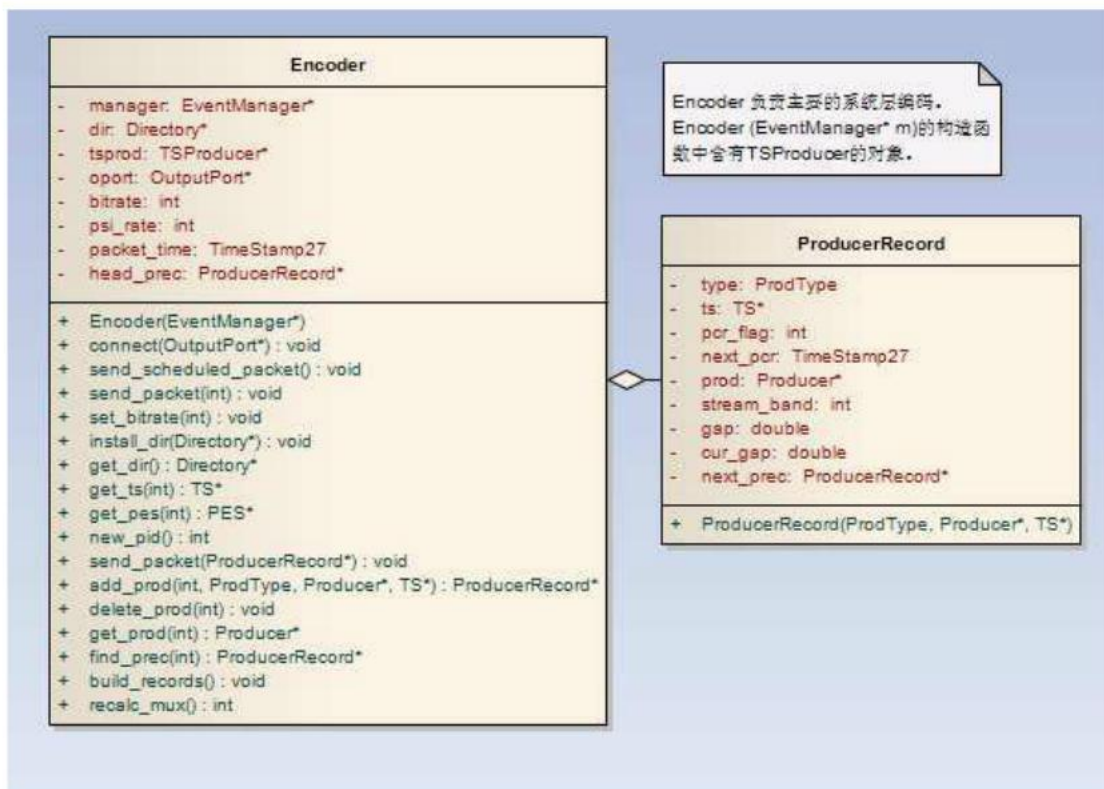 Encoder
- manager: EventManager*
- dir: Directory*
- tsprod: TSProducer*
- oport: OutputPort*
- bitrate: int
- psi_rate: int
- packet_time: TimeStamp27
- head_prec: ProducerRecord*
+ Encoder(EventManager*)
+ connect(OutputPort*) : void
+ send_scheduled_packet() : void
+ send_packet(int) : void
+ set_bitrate(int) : void
+ install_dir(Directory*) : void
+ get_dir() : Directory*
+ get_ts(int) : TS*
+ get_pes(int) : PES*
+ new_pid() : int
+ send_packet(ProducerRecord*) : void
+ add_prod(int, ProdType, Producer*, TS*) : ProducerRecord*
+ delete_prod(int) : void
+ get_prod(int) : Producer*
+ find_prec(int) : ProducerRecord*
+ build_records() : void
+ recalc_mux() : int
Encoder 负责主要的系统层编码。
Encoder (EventManager* m)的构造函
数中含有TSProducer的对象。
ProducerRecord
- type: ProdType
- ts: TS*
- pcr_flag: int
- next_pcr: TimeStamp27
- prod: Producer*
- stream_band: int
- gap: double
- cur_gap: double
- next_prec: ProducerRecord*
+ ProducerRecord(ProdType, Producer*, TS*)